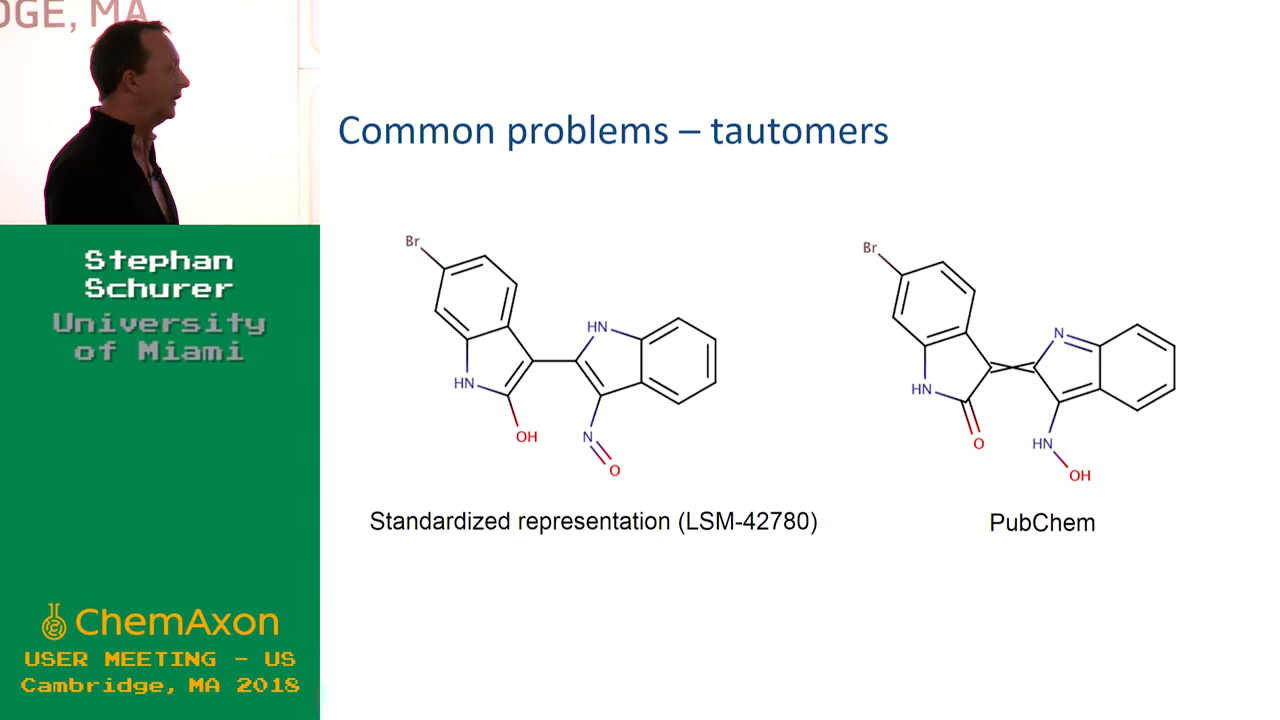 DGE, MA
Stephan
Schurer
University
of Miami
ChemAxon
USER MEETING - US
Cambridge, MA 2018
Common problems – tautomers
Br
HN
HN
OH
N
O
Standardized representation (LSM-42780)
Br
N
HN
O
HN
OH
PubChem